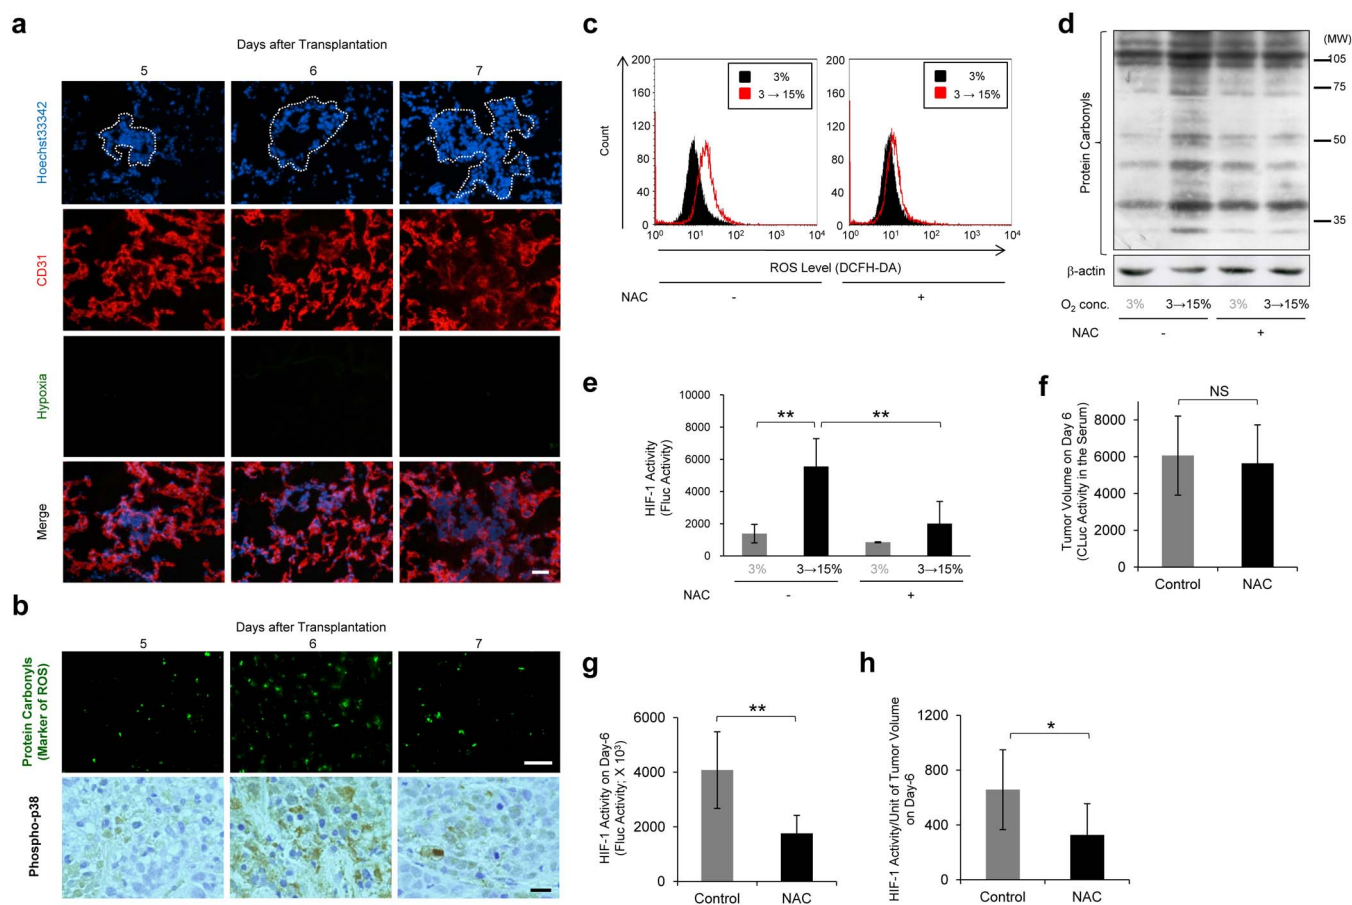 a
Days after Transplantation
5 6 7
Hoechst33342
CD31
Hypoxia
Merge
b
Days after Transplantation
5 6 7
Protein Carbonyls
(Marker of ROS)
Phospho-p38
c
200 200
160 160
120 120
80 80
40 40
0 0
Count
3%
3 → 15%
3%
3 → 15%
10⁰ 10¹ 10² 10³ 10⁴ 10⁰ 10¹ 10² 10³ 10⁴
ROS Level (DCFH-DA)
NAC - +
d
(MW)
105
75
50
35
Protein Carbonyls
β-actin
O₂ conc. 3% 3→15% 3% 3→15%
NAC - +
e
HIF-1 Activity
(Fluc Activity)
10000
8000
6000
4000
2000
0
** **
3% 3→15% 3% 3→15%
NAC - +
f
Tumor Volume on Day 6
(CLuc Activity in the Serum)
8000
6000
4000
2000
0
NS
Control NAC
g
HIF-1 Activity on Day-6
(Fluc Activity; X 10³)
6000
4000
2000
0
**
Control NAC
h
HIF-1 Activity/Unit of Tumor Volume
on Day-6
1200
800
400
0
*
Control NAC